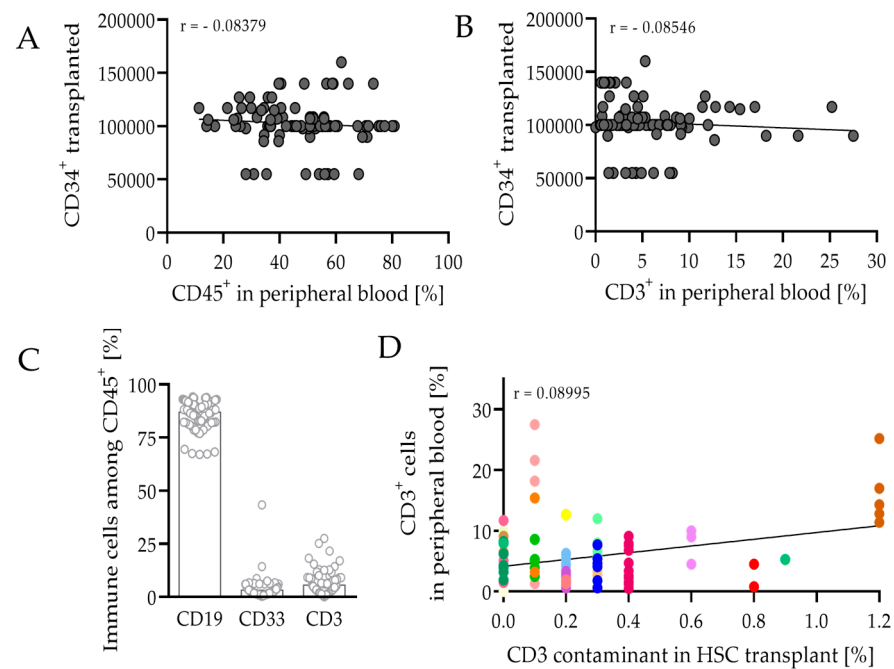 A
r = - 0.08379
200000
150000
100000
50000
0
CD34⁺ transplanted
0 20 40 60 80 100
CD45⁺ in peripheral blood [%]
B
r = - 0.08546
200000
150000
100000
50000
0
CD34⁺ transplanted
0 5 10 15 20 25 30
CD3⁺ in peripheral blood [%]
C
Immune cells among CD45⁺ [%]
100
75
50
25
0
CD19 CD33 CD3
D
r = 0.08995
CD3⁺ cells
in peripheral blood [%]
30
20
10
0
0.0 0.2 0.4 0.6 0.8 1.0 1.2
CD3 contaminant in HSC transplant [%]